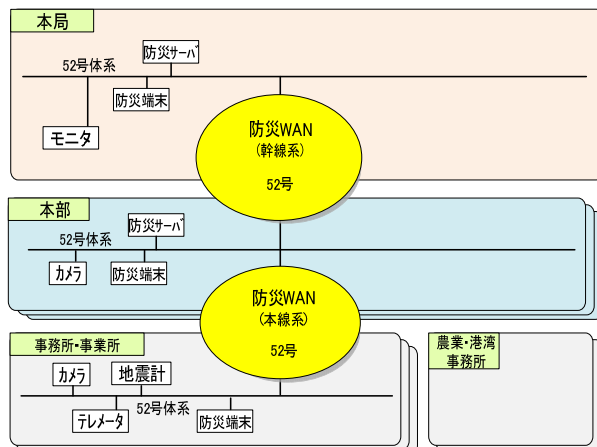 本局
防災サーバ
52号体系
防災端末
モニタ
防災WAN
(幹線系)
52号
本部
防災サーバ
52号体系
カメラ
防災端末
防災WAN
(本線系)
52号
事務所・事業所
カメラ
地震計
テレメータ
52号体系
防災端末
農業・港湾
事務所